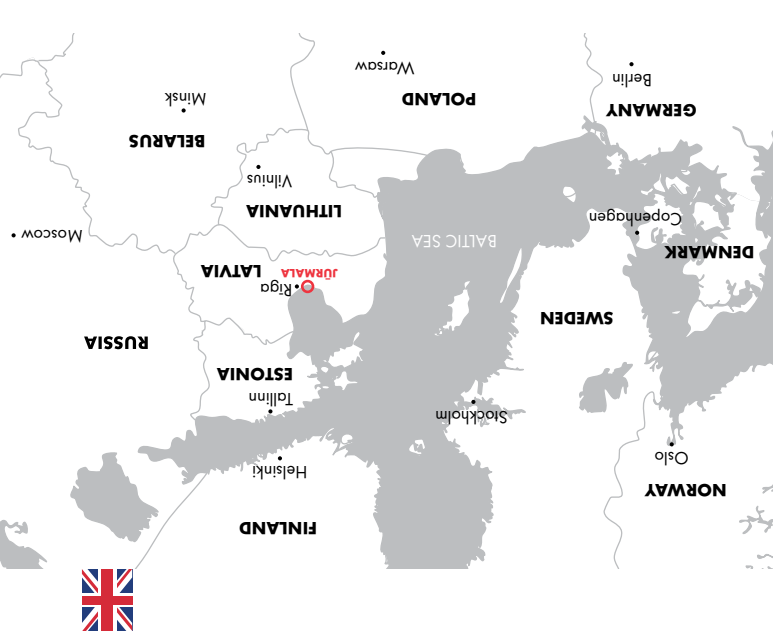 FINLAND
NORWAY
Helsinki
Oslo
Stockholm
Tallinn
ESTONIA
RUSSIA
SWEDEN
Rīga
JŪRMALA
LATVIA
DENMARK
BALTIC SEA
Moscow
Copenhagen
LITHUANIA
Vilnius
BELARUS
GERMANY
POLAND
Minsk
Berlin
Warsaw